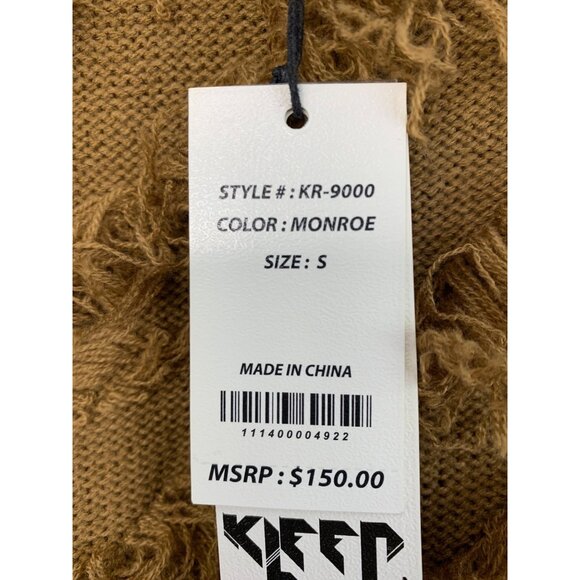 STYLE # : KR-9000
COLOR : MONROE
SIZE : S
MADE IN CHINA
111400004922
MSRP : $150.00